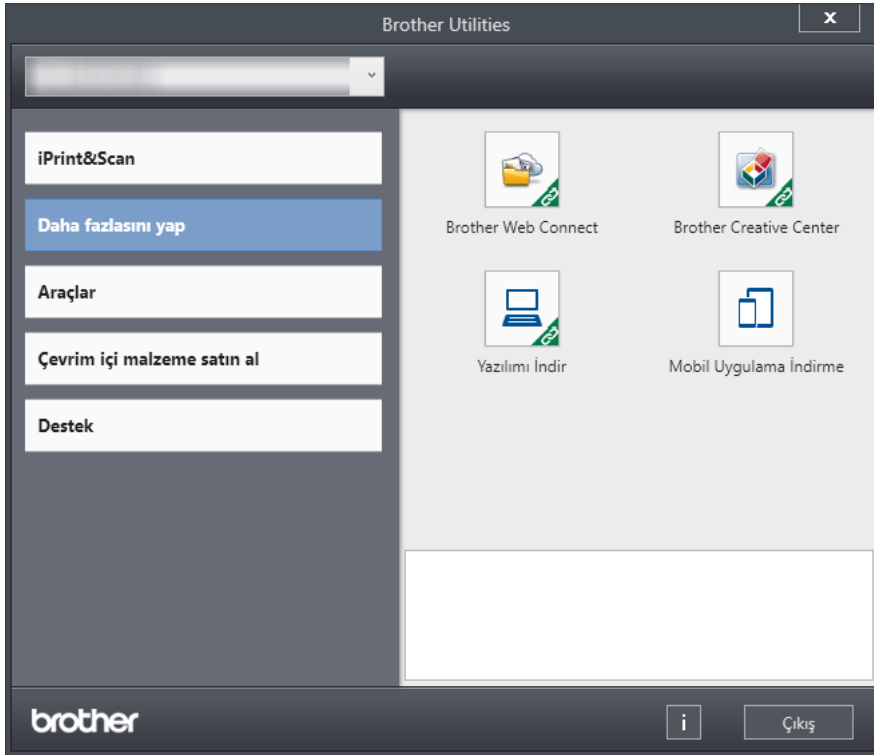 Brother Utilities
x
iPrint&Scan
Daha fazlasını yap
Araçlar
Çevrim içi malzeme satın al
Destek
Brother Web Connect
Brother Creative Center
Yazılımı İndir
Mobil Uygulama İndirme
brother
i
Çıkış